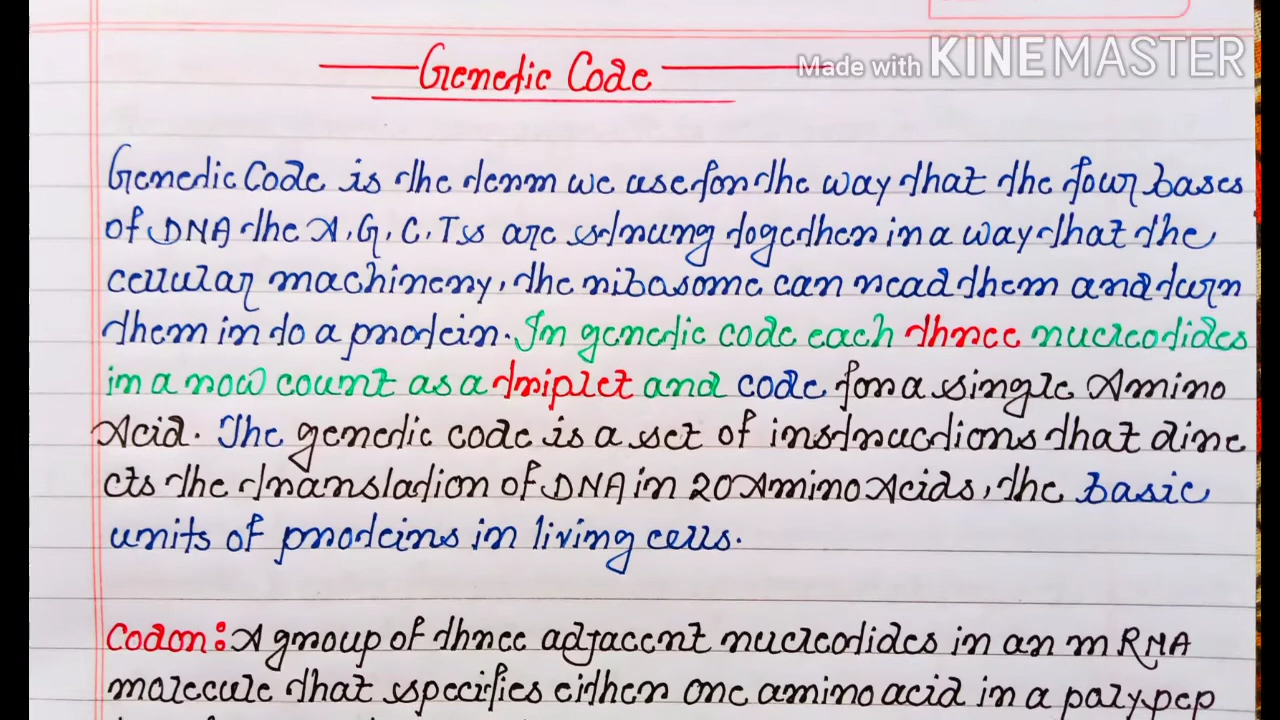 Made with KINEMASTER
Genetic Code
Genetic Code is the term we use for the way that the four bases
of DNA the A, G, C, Ts are strung together in a way that the
cellular machinery, the ribosome can read them and turn
them in to a protein. In genetic code each three nucleotides
in a row count as a triplet and code for a single Amino
Acid. The genetic code is a set of instructions that dire
cts the translation of DNA in 20 Amino Acids, the basic
units of proteins in living cells.
Codon: A group of three adjacent nucleotides in an mRNA
molecule that specifies either one amino acid in a polypep